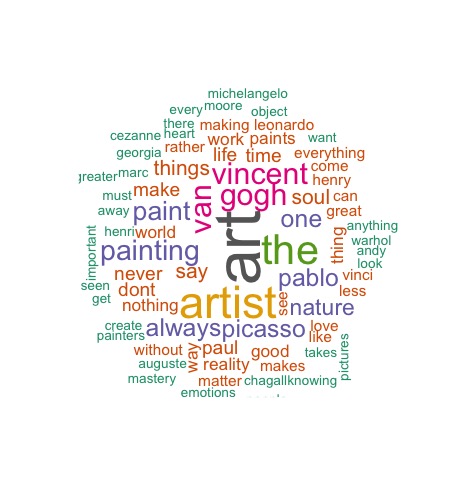 michelangelo
every moore object
there making leonardo
cezanne heart work paints want
georgia rather life time everything
greater marc things vincent come
must make van gogh soul henry can
away paint art one great anything
henri world the thing warhol
important painting pablo andy
seen never say see vinci look
get dont artist nature less
nothing
create always picasso love
painters way like
without paul good takes pictures
auguste reality makes
mastery matter chagall knowing
emotions